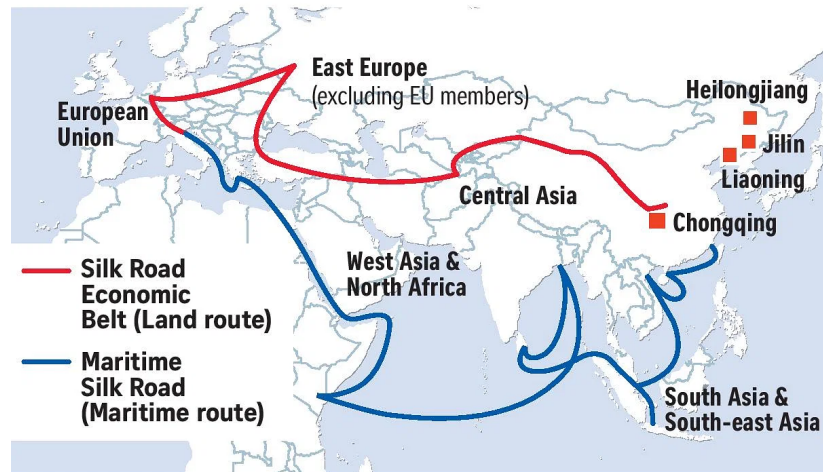 East Europe
(excluding EU members)
European
Union
Heilongjiang
Jilin
Liaoning
Central Asia
Chongqing
West Asia &
North Africa
Silk Road
Economic
Belt (Land route)
Maritime
Silk Road
(Maritime route)
South Asia &
South-east Asia